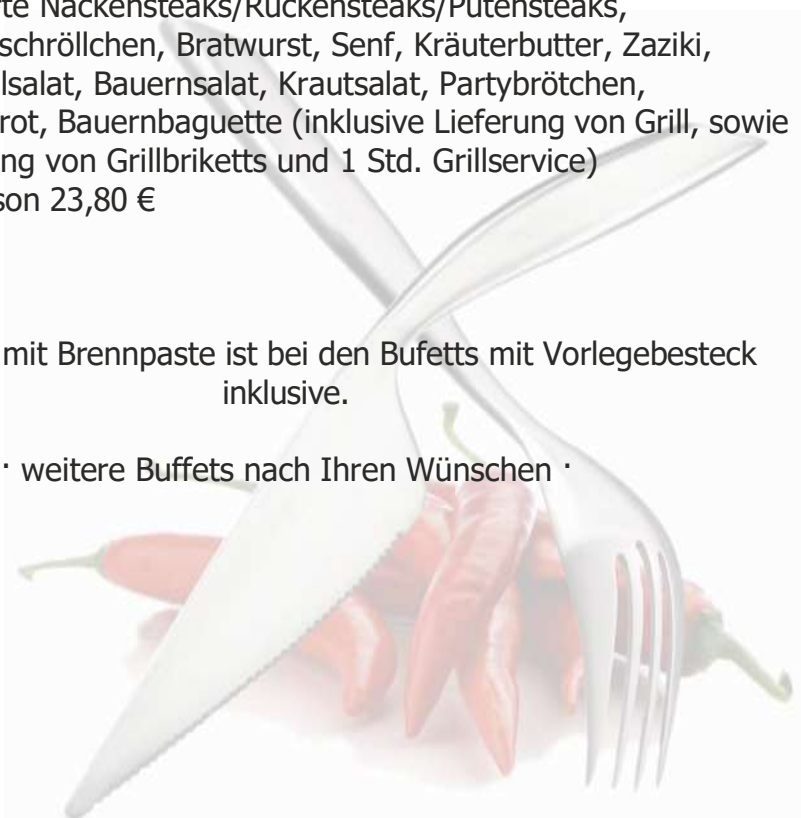 rte Nackensteaks/Rückensteaks/Putensteaks,
schröllchen, Bratwurst, Senf, Kräuterbutter, Zaziki,
lsalat, Bauernsalat, Krautsalat, Partybrötchen,
rot, Bauernbaguette (inklusive Lieferung von Grill, sowie
ng von Grillbriketts und 1 Std. Grillservice)
son 23,80 €
mit Brennpaste ist bei den Bufetts mit Vorlegebesteck
inklusive.
· weitere Buffets nach Ihren Wünschen ·